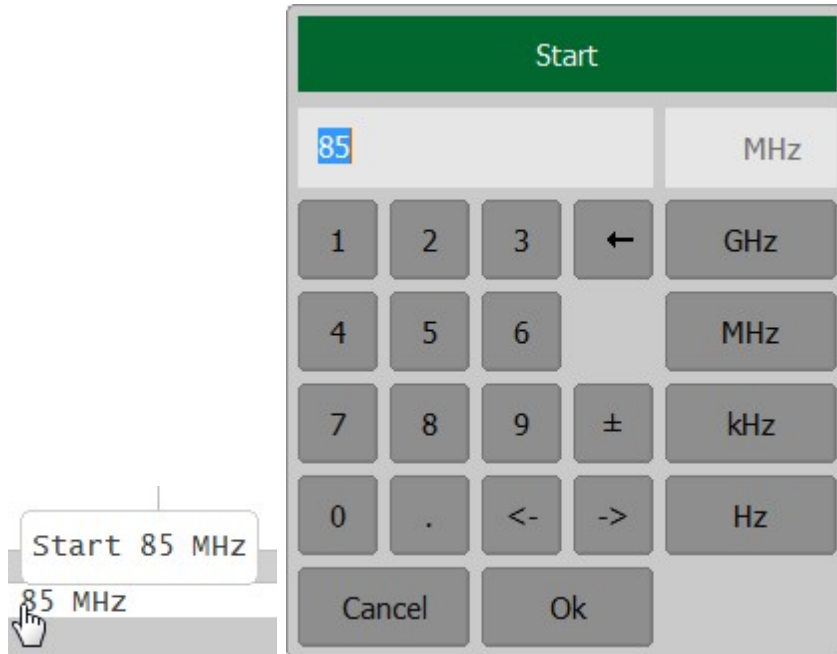 Start
85 MHz
1 2 3 ← GHz
4 5 6 MHz
7 8 9 ± kHz
0 . <- -> Hz
Cancel Ok
Start 85 MHz
85 MHz